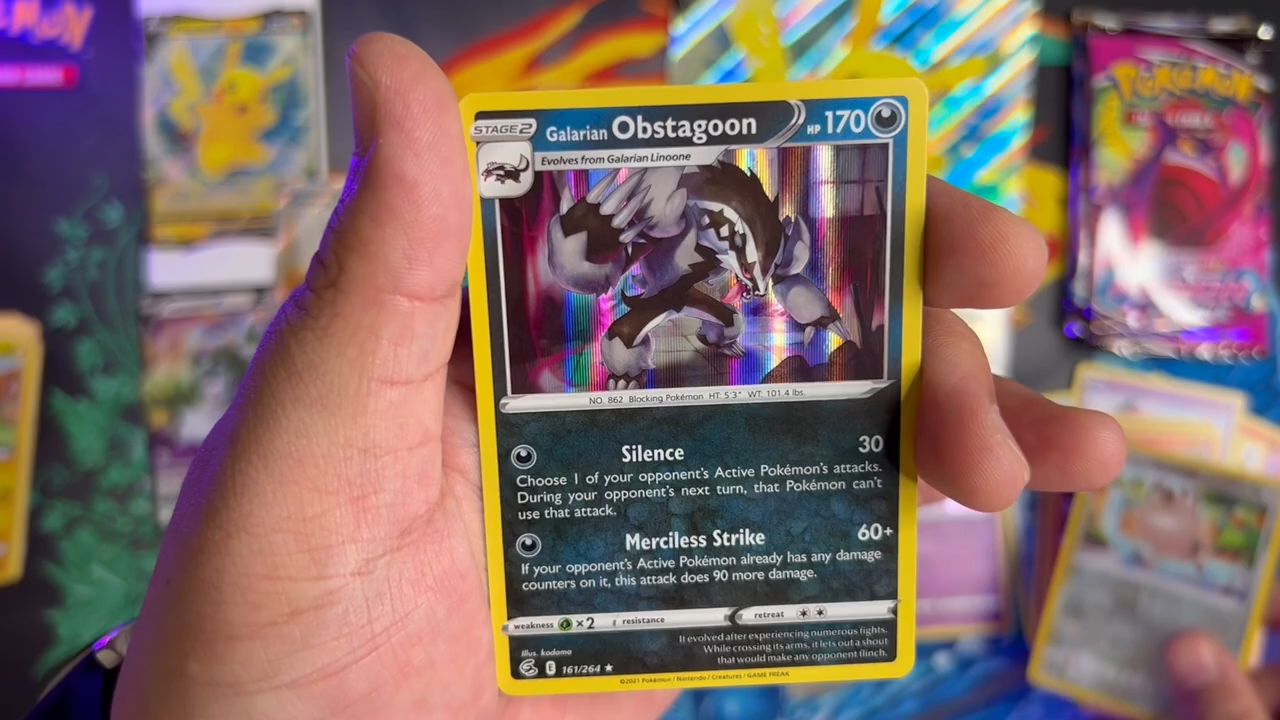 POKÉMON
STAGE 2
Galarian Obstagoon
HP 170
Evolves from Galarian Linoone
NO. 862 Blocking Pokémon HT: 5'3" WT: 101.4 lbs
Silence 30
Choose 1 of your opponent's Active Pokémon's attacks.
During your opponent's next turn, that Pokémon can't
use that attack.
Merciless Strike 60+
If your opponent's Active Pokémon already has any damage
counters on it, this attack does 90 more damage.
weakness ×2 resistance retreat
It evolved after experiencing numerous fights.
While crossing its arms, it lets out a shout
that would make any opponent flinch.
Illus. kodama
E 161/264 ★
©2021 Pokémon / Nintendo / Creatures / GAME FREAK